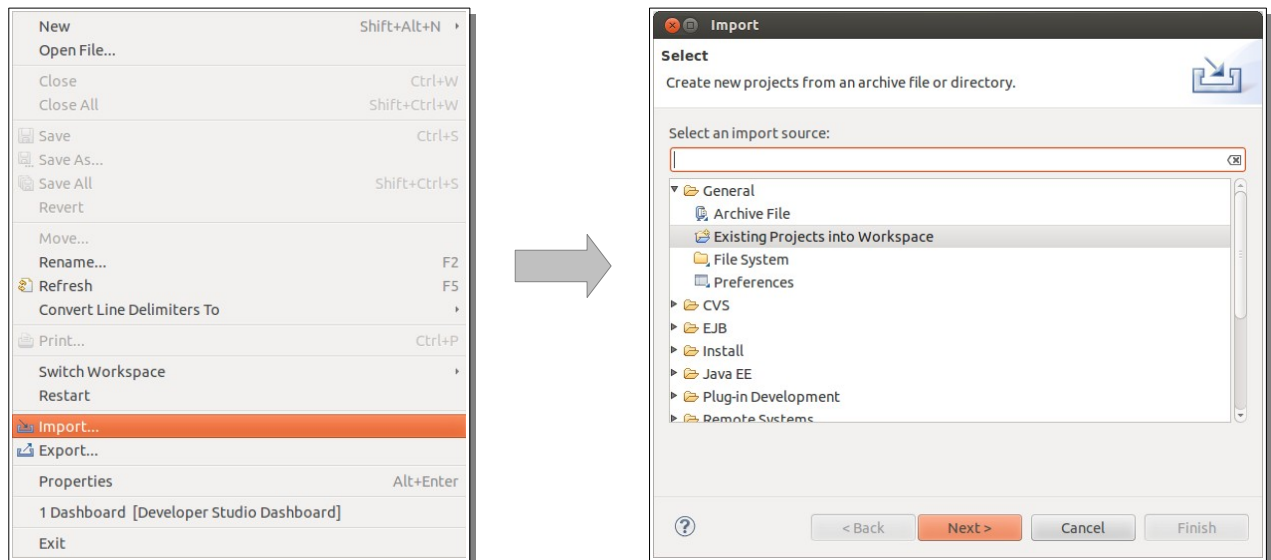 New Shift+Alt+N
Open File...
Close Ctrl+W
Close All Shift+Ctrl+W
Save Ctrl+S
Save As...
Save All Shift+Ctrl+S
Revert
Move...
Rename... F2
Refresh F5
Convert Line Delimiters To
Print... Ctrl+P
Switch Workspace
Restart
Import...
Export...
Properties Alt+Enter
1 Dashboard [Developer Studio Dashboard]
Exit
Import
Select
Create new projects from an archive file or directory.
Select an import source:
General
Archive File
Existing Projects into Workspace
File System
Preferences
CVS
EJB
Install
Java EE
Plug-in Development
Remote Systems
? < Back Next > Cancel Finish